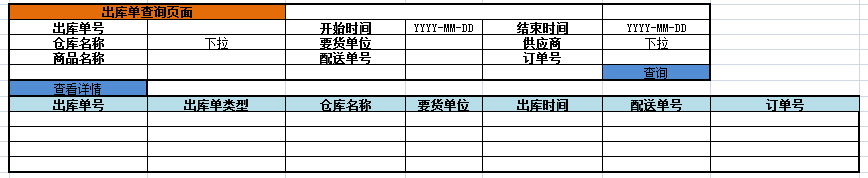 出库单查询页面
出库单号 开始时间 YYYY-MM-DD 结束时间 YYYY-MM-DD
仓库名称 下拉 要货单位 供应商 下拉
商品名称 配送单号 订单号
查询
查看详情
出库单号 出库单类型 仓库名称 要货单位 出库时间 配送单号 订单号